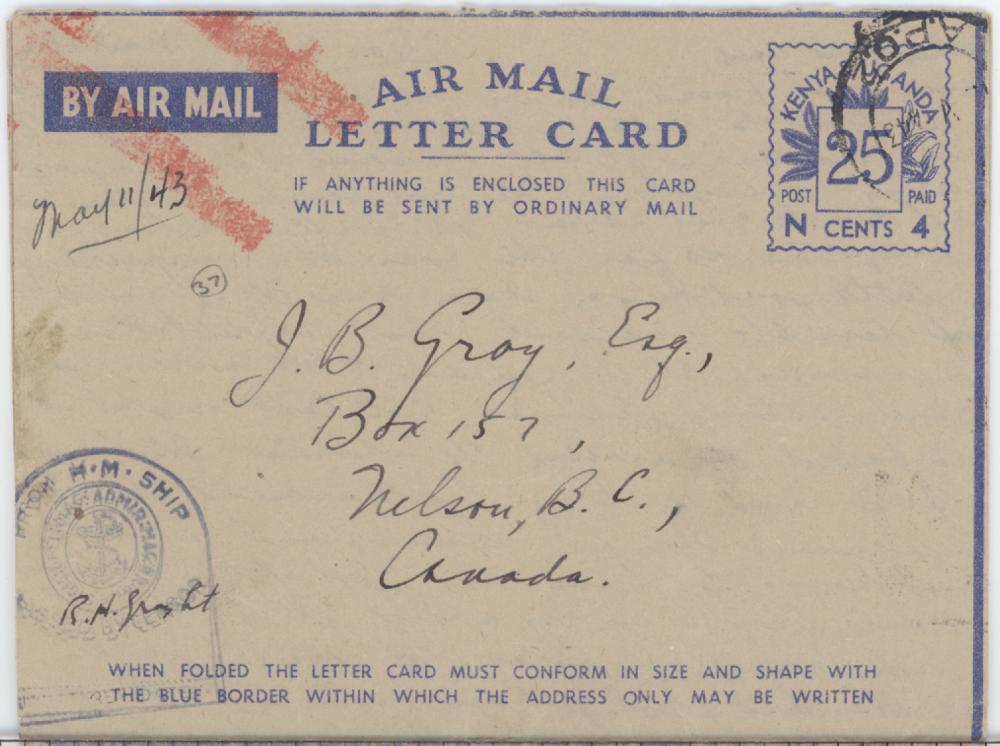 BY AIR MAIL
AIR MAIL
LETTER CARD
IF ANYTHING IS ENCLOSED THIS CARD
WILL BE SENT BY ORDINARY MAIL
KENYA UGANDA
25
POST PAID
N CENTS 4
A.P.O.
May 11/43
37
J. B. Gray, Esq.,
Box 157,
Nelson, B.C.,
Canada.
FROM H·M·SHIP
R.H. Gray Lt
WHEN FOLDED THE LETTER CARD MUST CONFORM IN SIZE AND SHAPE WITH
THE BLUE BORDER WITHIN WHICH THE ADDRESS ONLY MAY BE WRITTEN